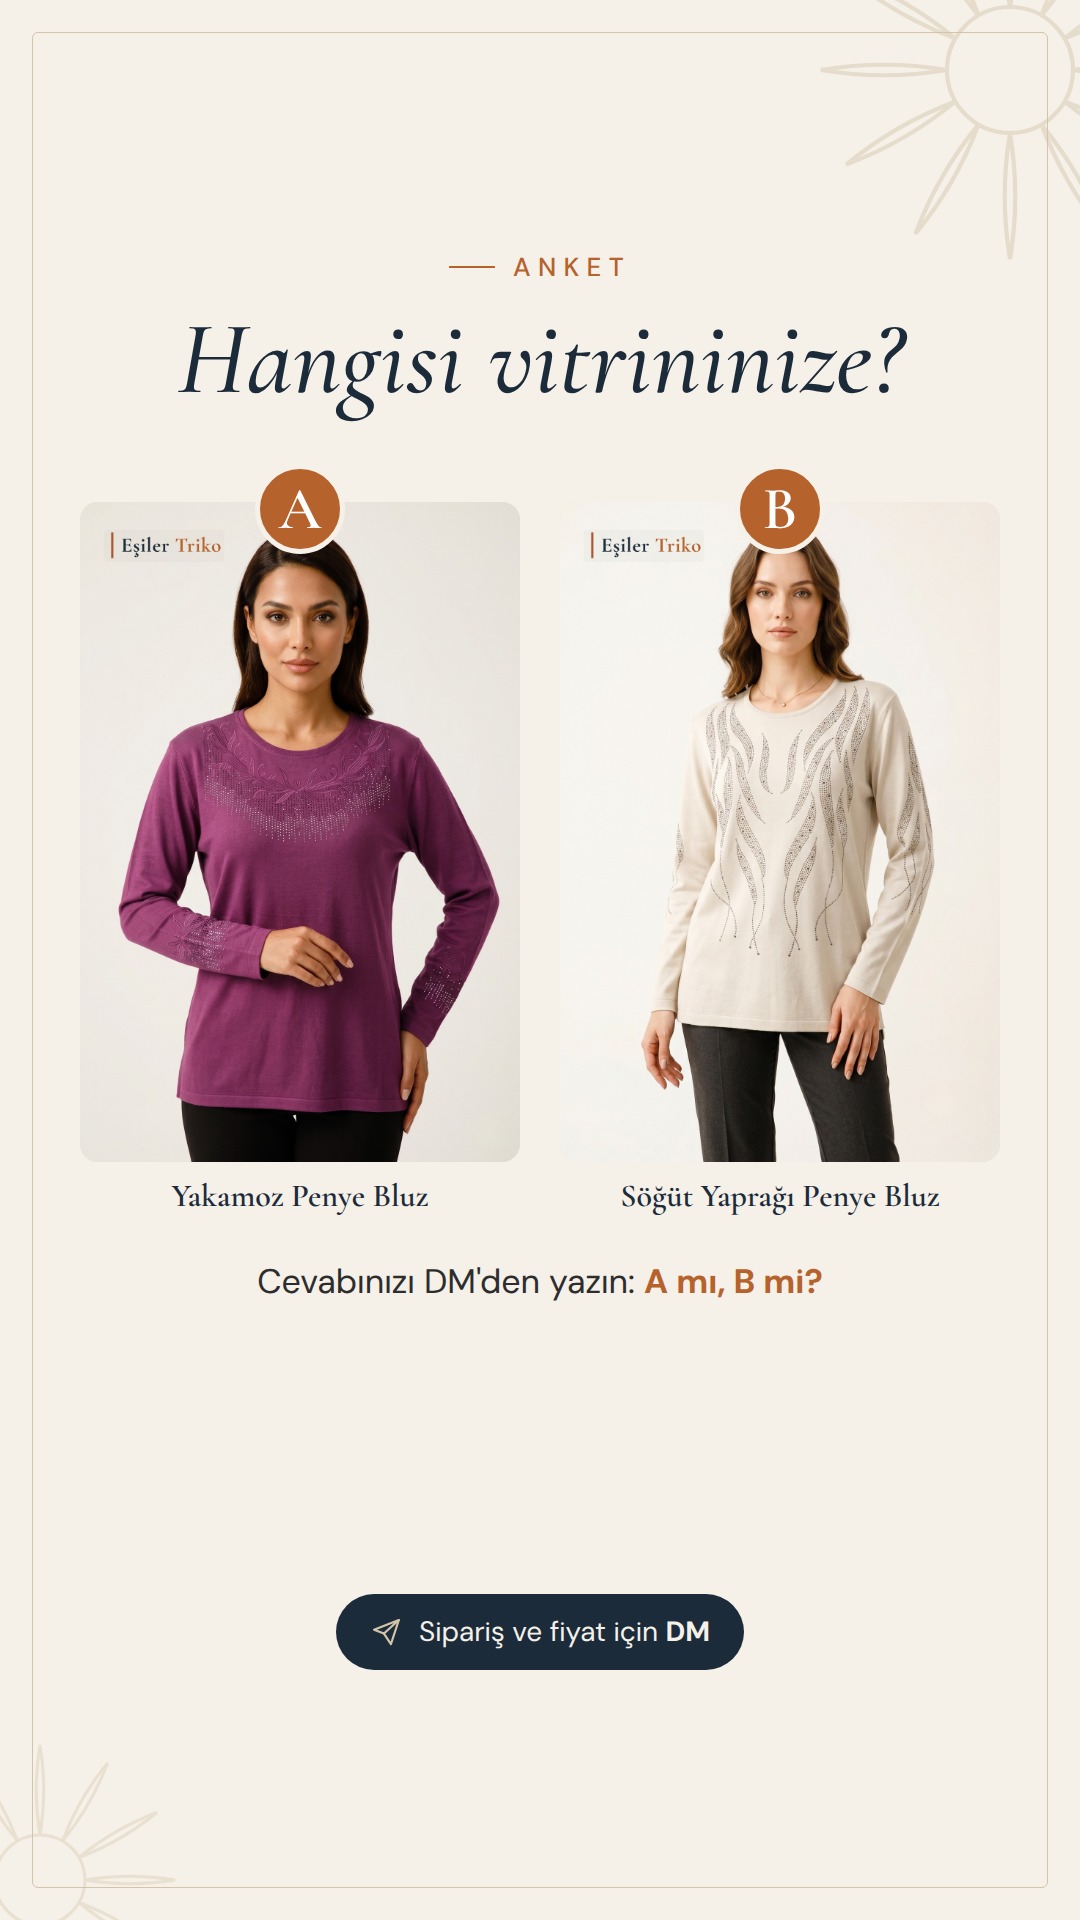 ANKET
Hangisi vitrininize?
A
B
Eşiler Triko
Eşiler Triko
Yakamoz Penye Bluz
Söğüt Yaprağı Penye Bluz
Cevabınızı DM'den yazın: A mı, B mi?
Sipariş ve fiyat için DM